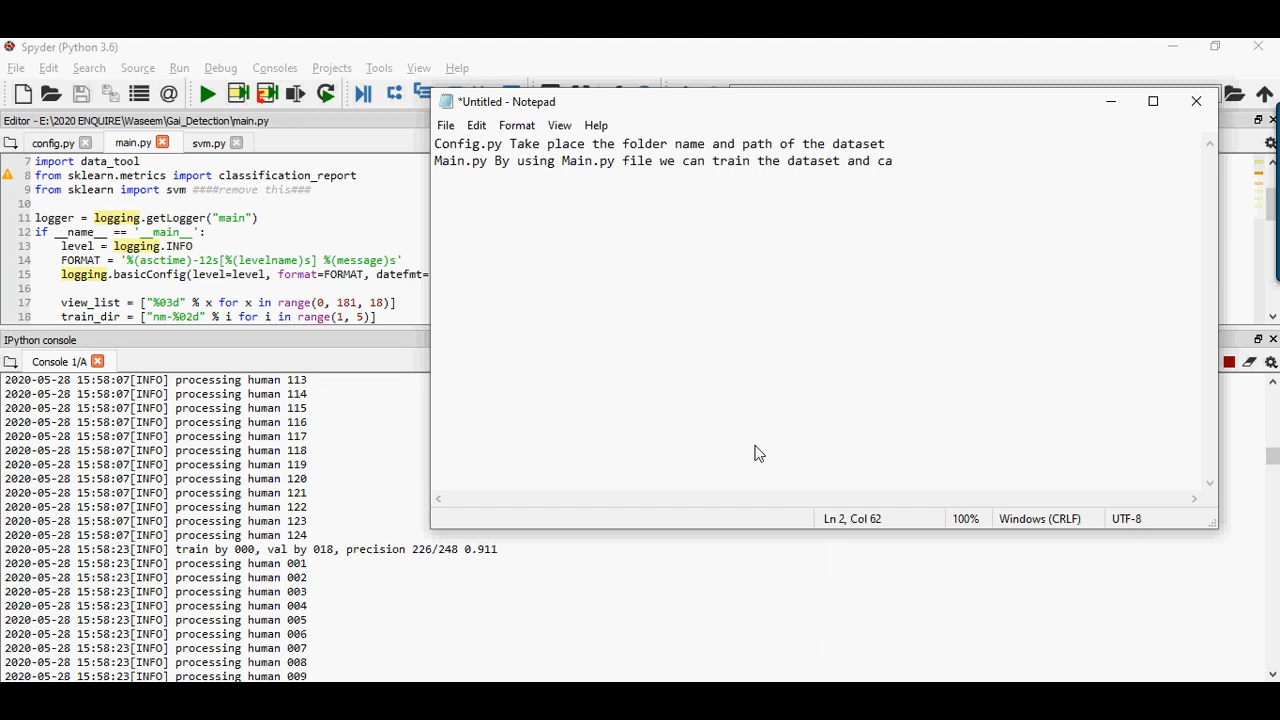 Spyder (Python 3.6)
File Edit Search Source Run Debug Consoles Projects Tools View Help
Editor - E:\2020 ENQUIRE\Waseem\Gai_Detection\main.py
config.py main.py svm.py
7 import data_tool
8 from sklearn.metrics import classification_report
9 from sklearn import svm ####remove this###
10
11 logger = logging.getLogger("main")
12 if __name__ == '__main__':
13 level = logging.INFO
14 FORMAT = '%(asctime)-12s[%(levelname)s] %(message)s'
15 logging.basicConfig(level=level, format=FORMAT, datefmt=
16
17 view_list = ["%03d" % x for x in range(0, 181, 18)]
18 train_dir = ["nm-%02d" % i for i in range(1, 5)]
*Untitled - Notepad
File Edit Format View Help
Config.py Take place the folder name and path of the dataset
Main.py By using Main.py file we can train the dataset and ca
Ln 2, Col 62 100% Windows (CRLF) UTF-8
IPython console
Console 1/A
2020-05-28 15:58:07[INFO] processing human 113
2020-05-28 15:58:07[INFO] processing human 114
2020-05-28 15:58:07[INFO] processing human 115
2020-05-28 15:58:07[INFO] processing human 116
2020-05-28 15:58:07[INFO] processing human 117
2020-05-28 15:58:07[INFO] processing human 118
2020-05-28 15:58:07[INFO] processing human 119
2020-05-28 15:58:07[INFO] processing human 120
2020-05-28 15:58:07[INFO] processing human 121
2020-05-28 15:58:07[INFO] processing human 122
2020-05-28 15:58:07[INFO] processing human 123
2020-05-28 15:58:07[INFO] processing human 124
2020-05-28 15:58:23[INFO] train by 000, val by 018, precision 226/248 0.911
2020-05-28 15:58:23[INFO] processing human 001
2020-05-28 15:58:23[INFO] processing human 002
2020-05-28 15:58:23[INFO] processing human 003
2020-05-28 15:58:23[INFO] processing human 004
2020-05-28 15:58:23[INFO] processing human 005
2020-05-28 15:58:23[INFO] processing human 006
2020-05-28 15:58:23[INFO] processing human 007
2020-05-28 15:58:23[INFO] processing human 008
2020-05-28 15:58:23[INFO] processing human 009